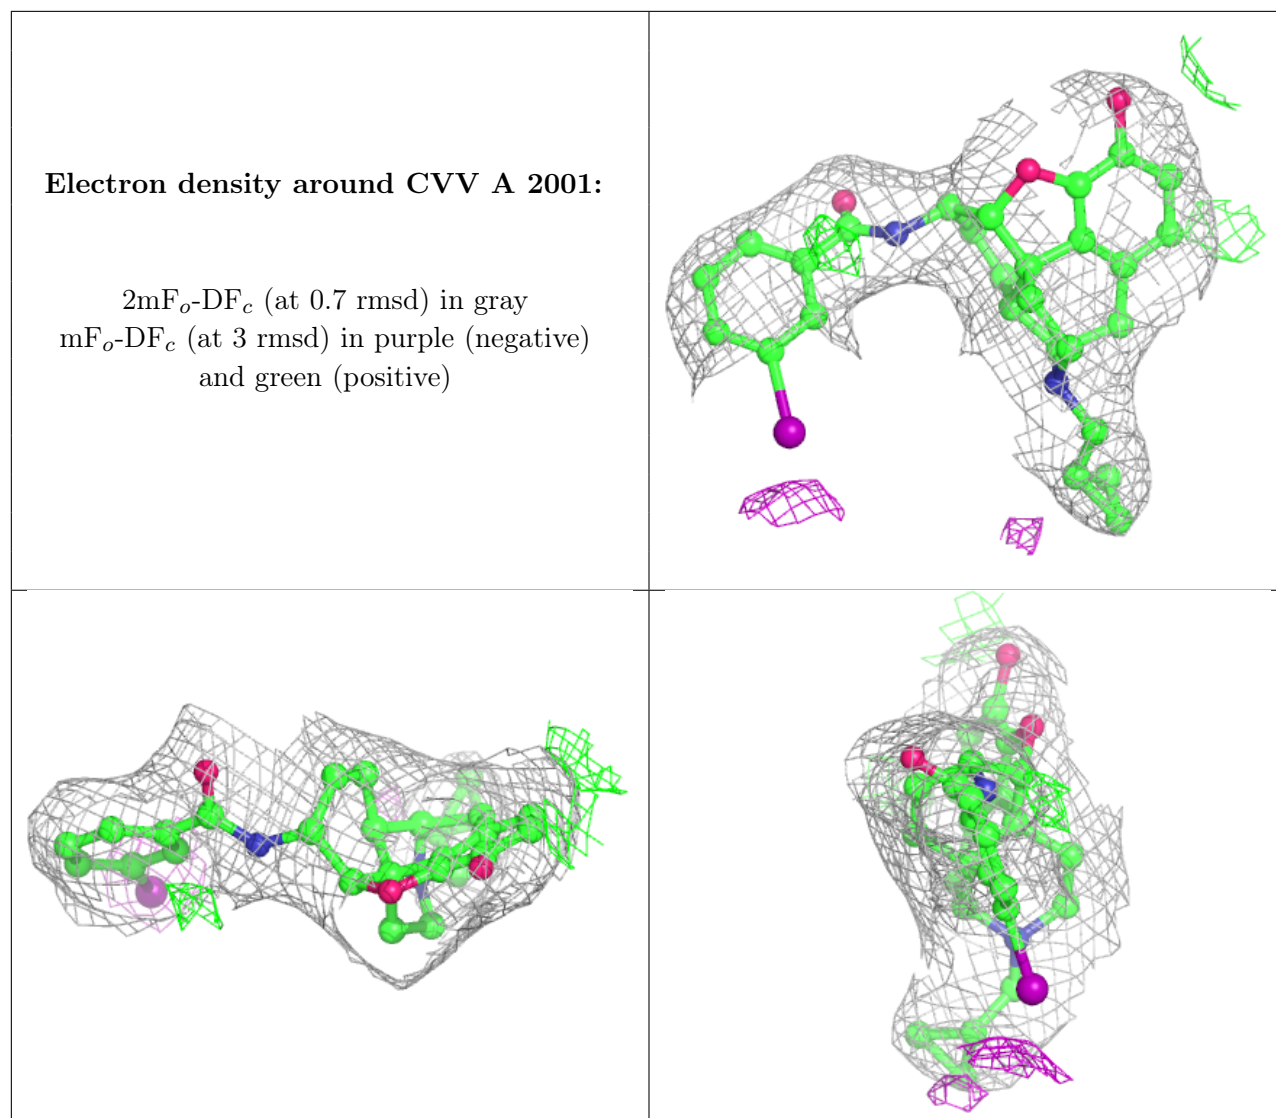 Electron density around CVV A 2001:
2mFo-DFc (at 0.7 rmsd) in gray
mFo-DFc (at 3 rmsd) in purple (negative)
and green (positive)